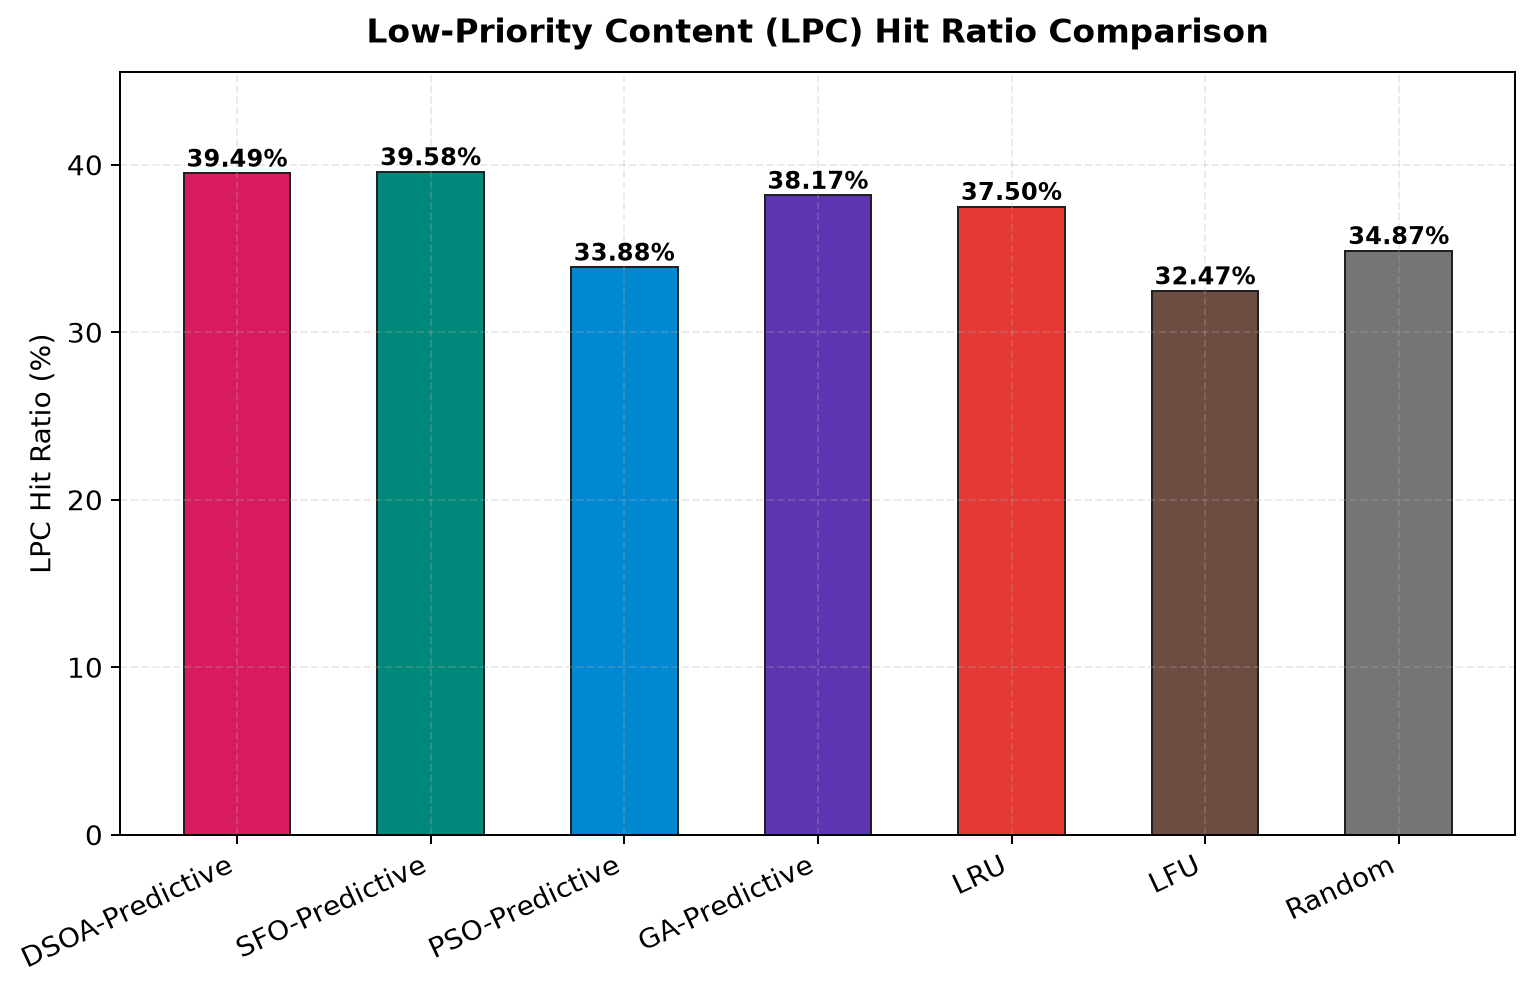 Low-Priority Content (LPC) Hit Ratio Comparison
LPC Hit Ratio (%)
40
30
20
10
0
39.49%
39.58%
33.88%
38.17%
37.50%
32.47%
34.87%
DSOA-Predictive
SFO-Predictive
PSO-Predictive
GA-Predictive
LRU
LFU
Random